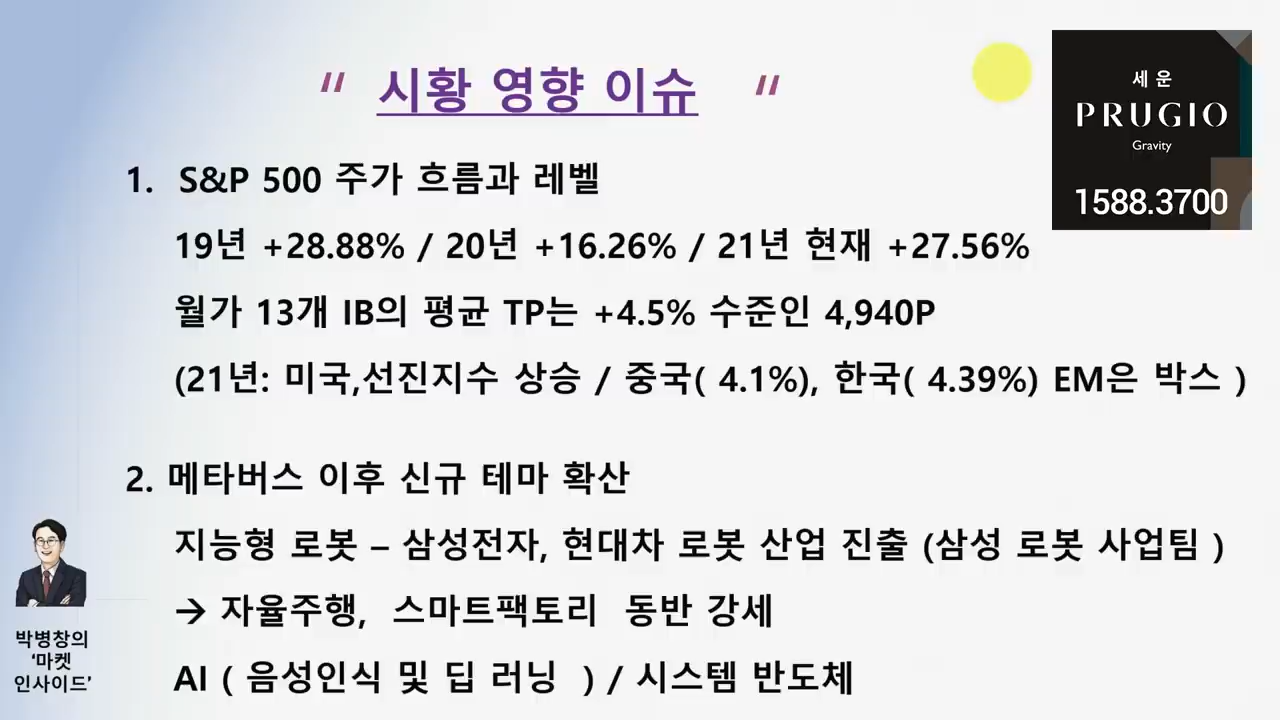 " 시황 영향 이슈 "
세운
PRUGIO
Gravity
1588.3700
1. S&P 500 주가 흐름과 레벨
19년 +28.88% / 20년 +16.26% / 21년 현재 +27.56%
월가 13개 IB의 평균 TP는 +4.5% 수준인 4,940P
(21년: 미국,선진지수 상승 / 중국( 4.1%), 한국( 4.39%) EM은 박스 )
2. 메타버스 이후 신규 테마 확산
지능형 로봇 – 삼성전자, 현대차 로봇 산업 진출 (삼성 로봇 사업팀 )
→ 자율주행, 스마트팩토리 동반 강세
AI ( 음성인식 및 딥 러닝 ) / 시스템 반도체
박병창의
‘마켓
인사이드’